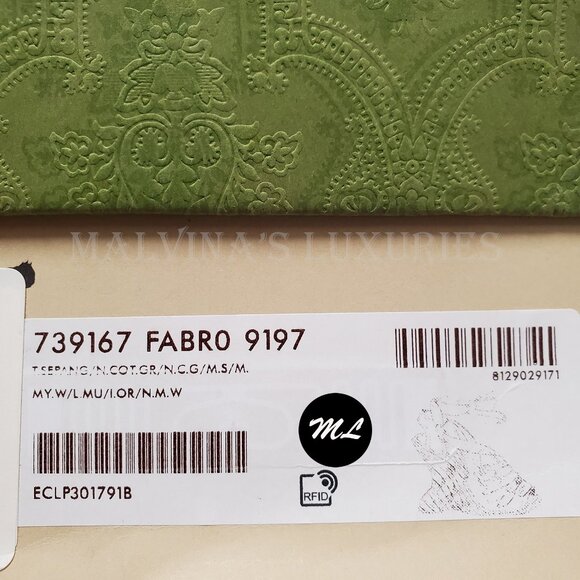 MALVINA'S LUXURIES
739167 FABR0 9197
T.SEPANG/N.COT.GR/N.C.G/M.S/M.
MY.W/L.MU/I.OR/N.M.W
8129029171
ML
RFID
ECLP301791B